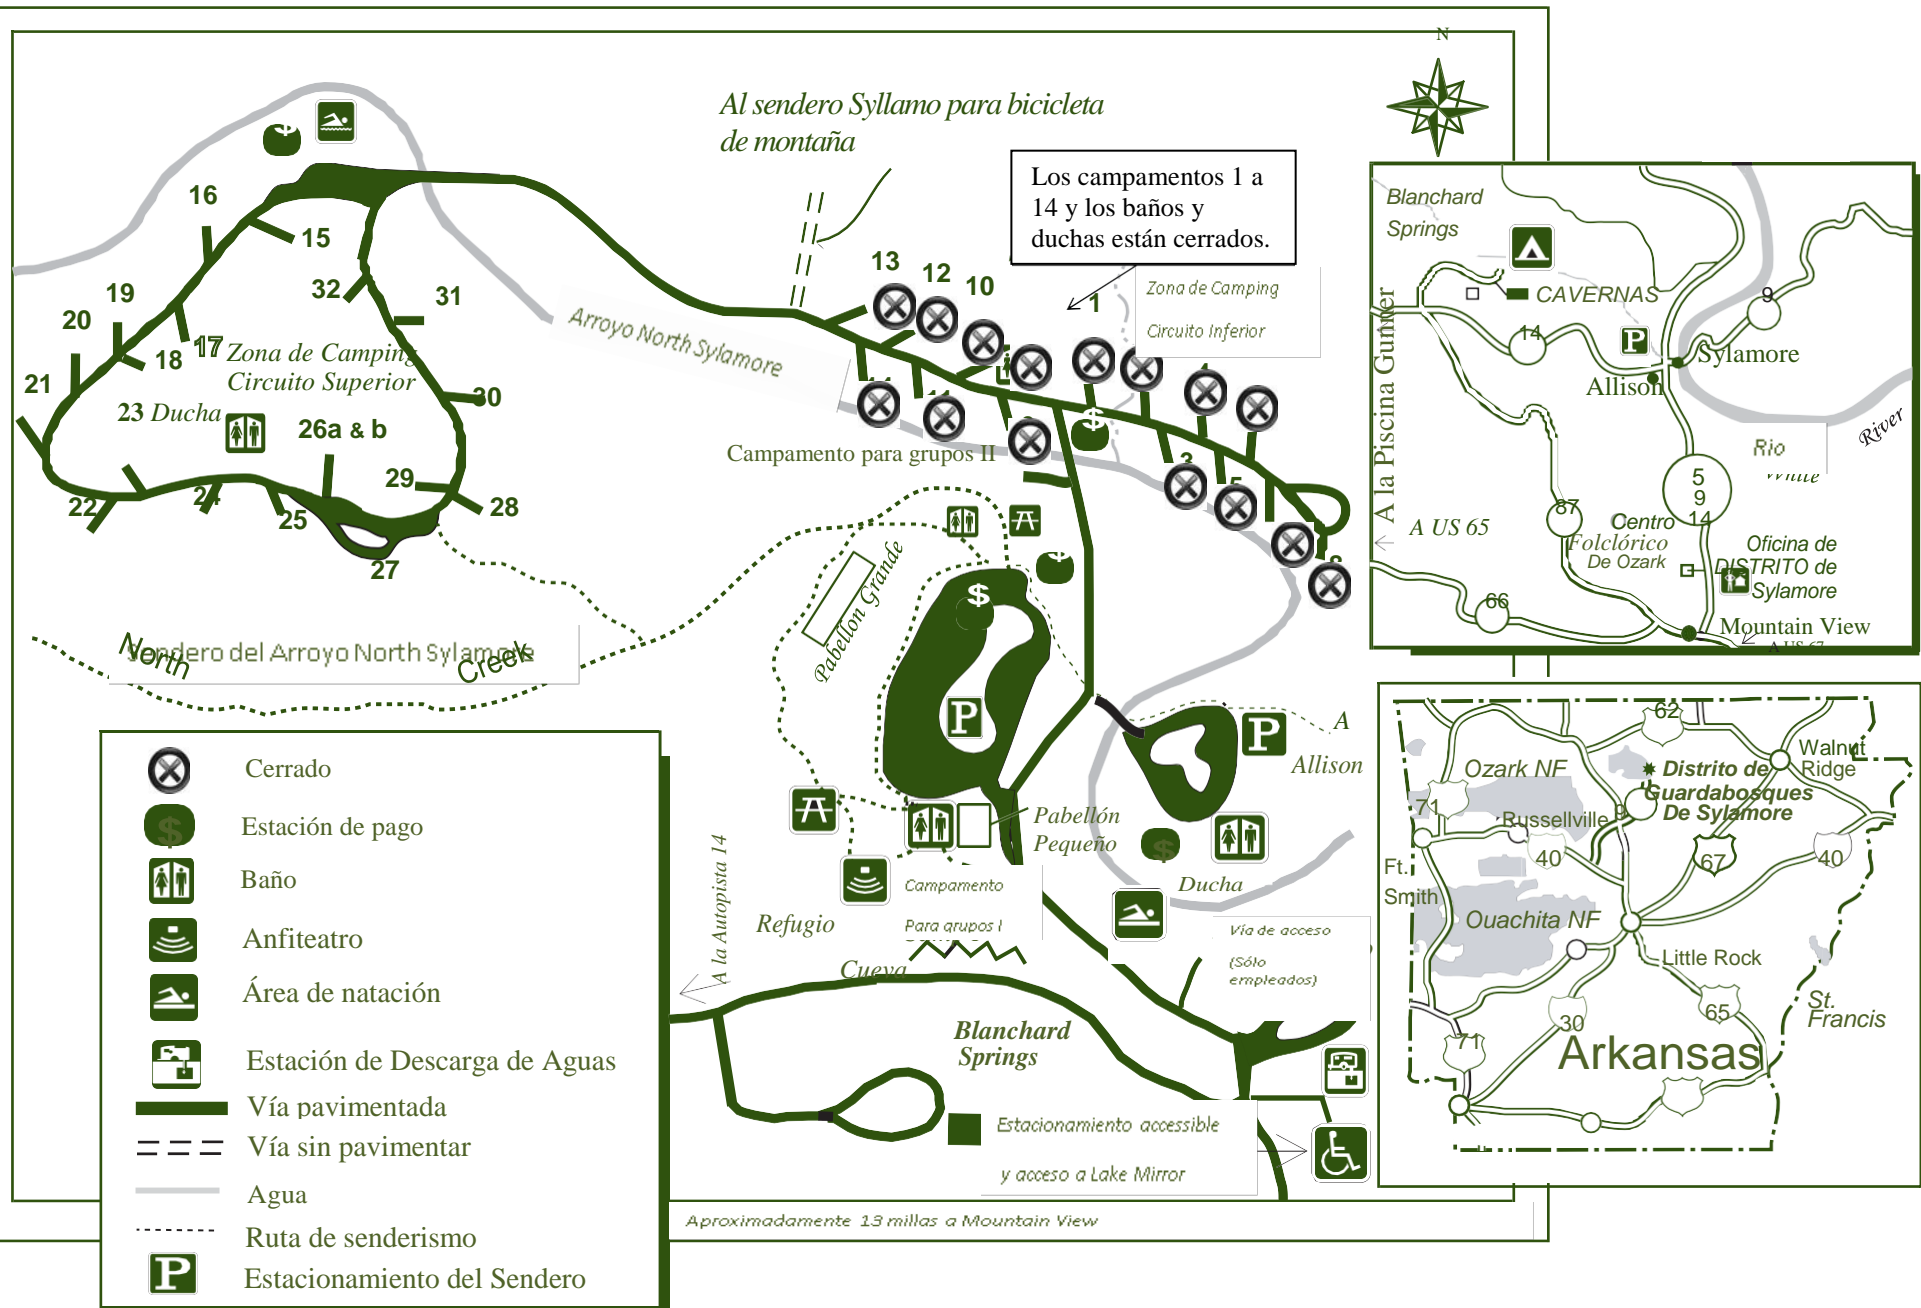 N
Al sendero Syllamo para bicicleta
de montaña
Los campamentos 1 a
14 y los baños y
duchas están cerrados.
Zona de Camping
Circuito Inferior
16
15
19
20
18
17
21
32
31
30
Zona de Camping
Circuito Superior
23 Ducha
26a & b
22
24
25
27
29
28
13
12
10
1
3
5
Arroyo North Sylamore
Campamento para grupos II
Pabellon Grande
North
Creek
Sendero del Arroyo North Sylamore
P
$
P
A
Allison
Pabellón
Pequeño
Ducha
Campamento
Para grupos I
Refugio
Cueva
A la Autopista 14
Vía de acceso
(Sólo
empleados)
Blanchard
Springs
Estacionamiento accessible
y acceso a Lake Mirror
Aproximadamente 13 millas a Mountain View
Cerrado
$
Estación de pago
Baño
Anfiteatro
Área de natación
Estación de Descarga de Aguas
Vía pavimentada
Vía sin pavimentar
Agua
Ruta de senderismo
P
Estacionamiento del Sendero
Blanchard
Springs
CAVERNAS
9
14
P
Sylamore
Allison
A la Piscina Gunner
Rio
White
River
5
9
14
87
A US 65
Centro
Folclórico
De Ozark
Oficina de
DISTRITO de
Sylamore
66
Mountain View
A US 67
62
Walnut
Ridge
Ozark NF
Distrito de
Guardabosques
De Sylamore
71
Russellville
9
40
67
40
Ft.
Smith
Ouachita NF
Little Rock
St.
Francis
30
65
71
Arkansas